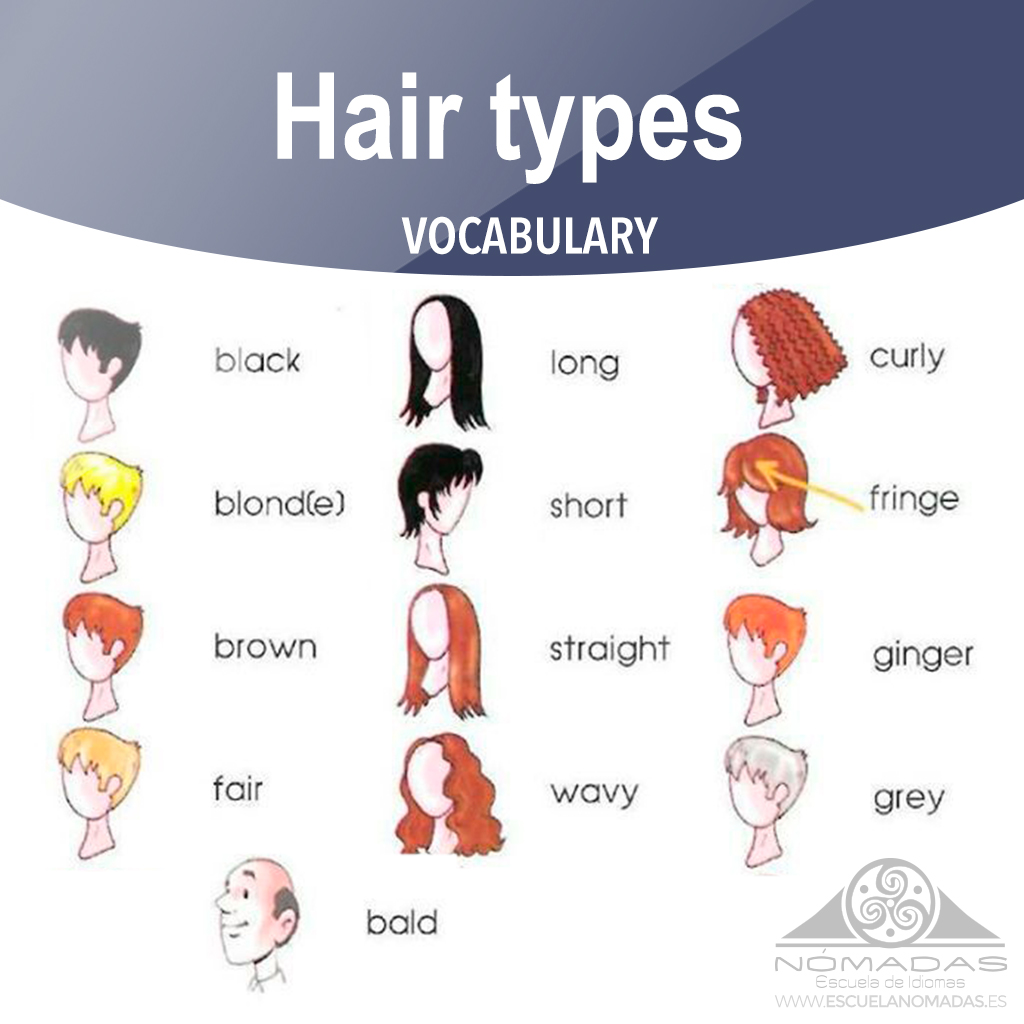 Hair types
VOCABULARY
black
long
curly
blond(e)
short
fringe
brown
straight
ginger
fair
wavy
grey
bald
NÓMADAS
Escuela de Idiomas
WWW.ESCUELANOMADAS.ES